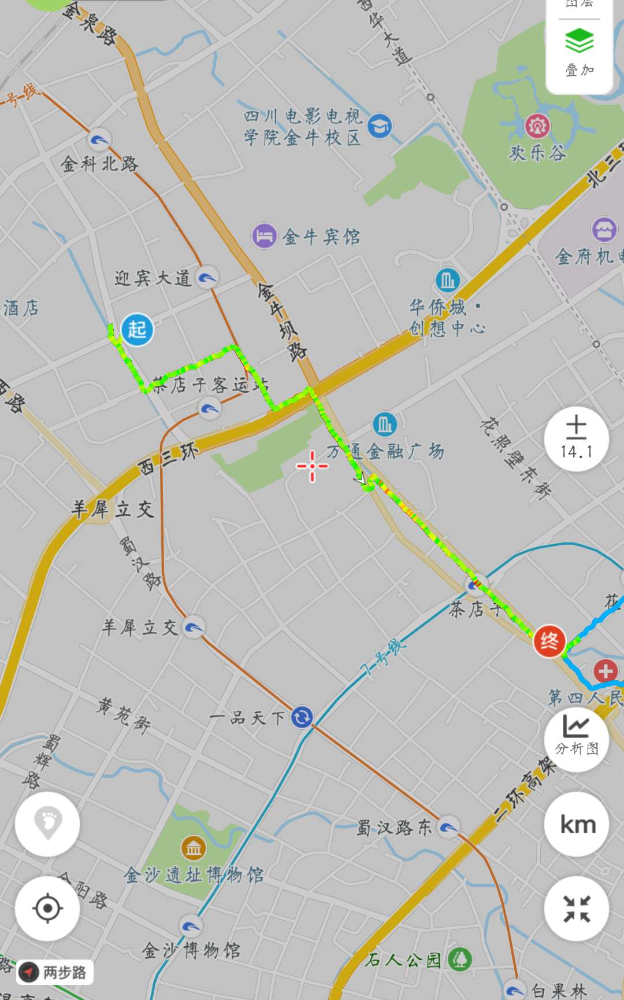 金泉路
西华大道
叠加
号线
四川电影电视
学院金牛校区
欢乐谷
金科北路
北三环
金牛宾馆
金府机电
迎宾大道
金牛坝路
华侨城·
创想中心
酒店
起
茶店子客运站
西路
万通金融广场
花照壁东街
14.1
西三环
羊犀立交
蜀汉路
茶店子
花
羊犀立交
7号线
终
第四人民
黄苑街
一品天下
分析图
蜀辉路
二环高架
km
蜀汉路东
金沙遗址博物馆
金阳路
金沙博物馆
石人公园
路
两步路
白果林